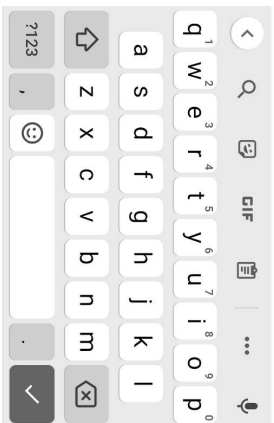 GIF
q1 w2 e3 r4 t5 y6 u7 i8 o9 p0
a s d f g h j k l
z x c v b n m
?123 , .